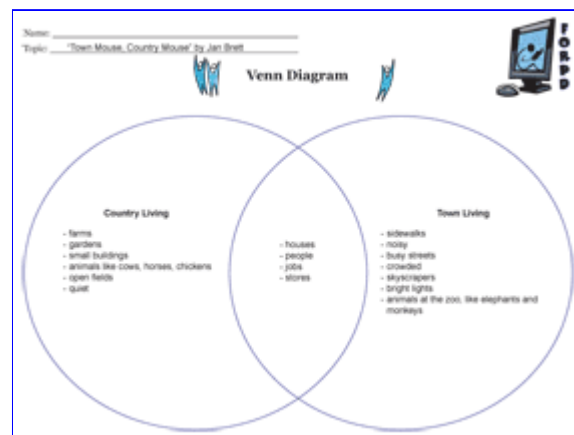 Name:
Topic: "Town Mouse, Country Mouse" by Jan Brett
Venn Diagram
FORPD
Country Living
- farms
- gardens
- small buildings
- animals like cows, horses, chickens
- open fields
- quiet
- houses
- people
- jobs
- stores
Town Living
- sidewalks
- noisy
- busy streets
- crowded
- skyscrapers
- bright lights
- animals at the zoo, like elephants and
monkeys